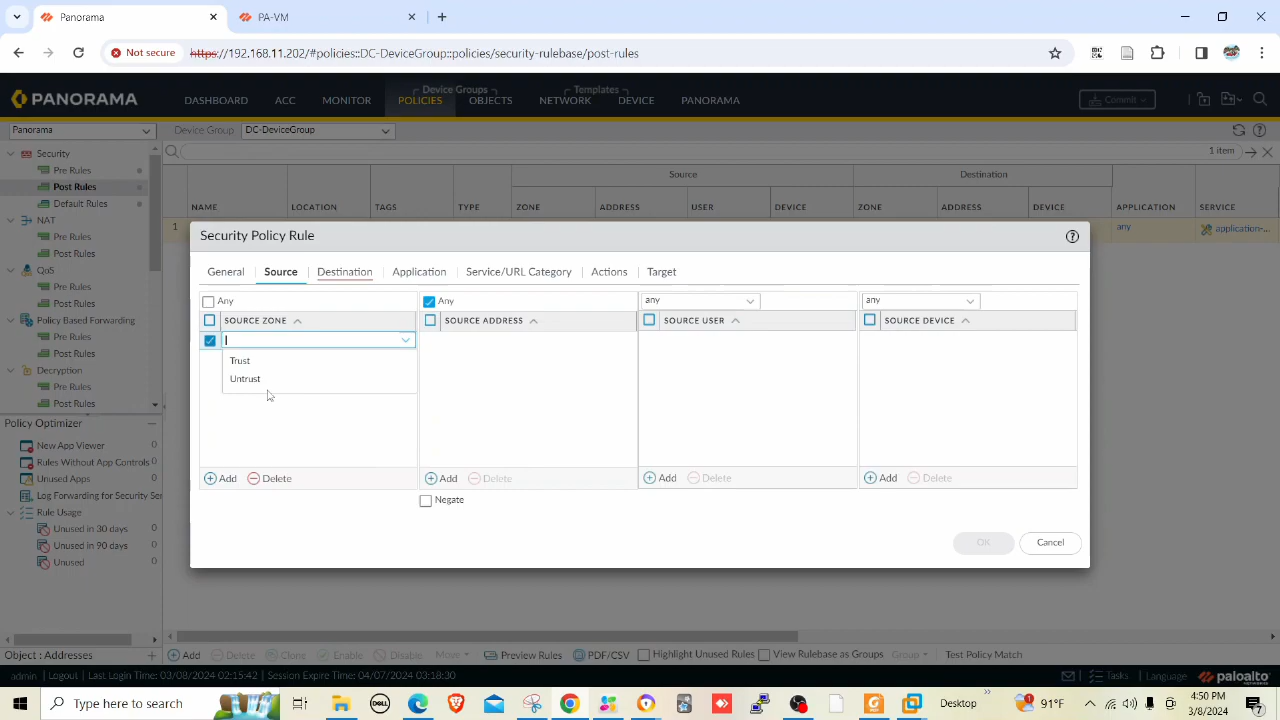 Panorama
PA-VM
Not secure
https://192.168.11.202/#policies::DC-DeviceGroup::policies/security-rulebase/post-rules
PANORAMA
DASHBOARD
ACC
MONITOR
Device Groups
POLICIES
OBJECTS
Templates
NETWORK
DEVICE
PANORAMA
Commit
Panorama
Device Group
DC-DeviceGroup
1 item
Security
Pre Rules
Post Rules
Default Rules
NAT
Pre Rules
Post Rules
QoS
Pre Rules
Post Rules
Policy Based Forwarding
Pre Rules
Post Rules
Decryption
Pre Rules
Post Rules
Policy Optimizer
New App Viewer 0
Rules Without App Controls 0
Unused Apps 0
Log Forwarding for Security Ser
Rule Usage
Unused in 30 days 0
Unused in 90 days 0
Unused 0
Object : Addresses
Source
Destination
NAME
LOCATION
TAGS
TYPE
ZONE
ADDRESS
USER
DEVICE
ZONE
ADDRESS
DEVICE
APPLICATION
SERVICE
1
any
application-...
Security Policy Rule
General
Source
Destination
Application
Service/URL Category
Actions
Target
Any
SOURCE ZONE
Trust
Untrust
Add
Delete
Any
SOURCE ADDRESS
Add
Delete
Negate
any
SOURCE USER
Add
Delete
any
SOURCE DEVICE
Add
Delete
OK
Cancel
Add
Delete
Clone
Enable
Disable
Move
Preview Rules
PDF/CSV
Highlight Unused Rules
View Rulebase as Groups
Group
Test Policy Match
admin | Logout | Last Login Time: 03/08/2024 02:15:42 | Session Expire Time: 04/07/2024 03:18:30
Tasks
Language
paloalto
NETWORKS
Type here to search
DELL
Desktop
91°F
4:50 PM
3/8/2024